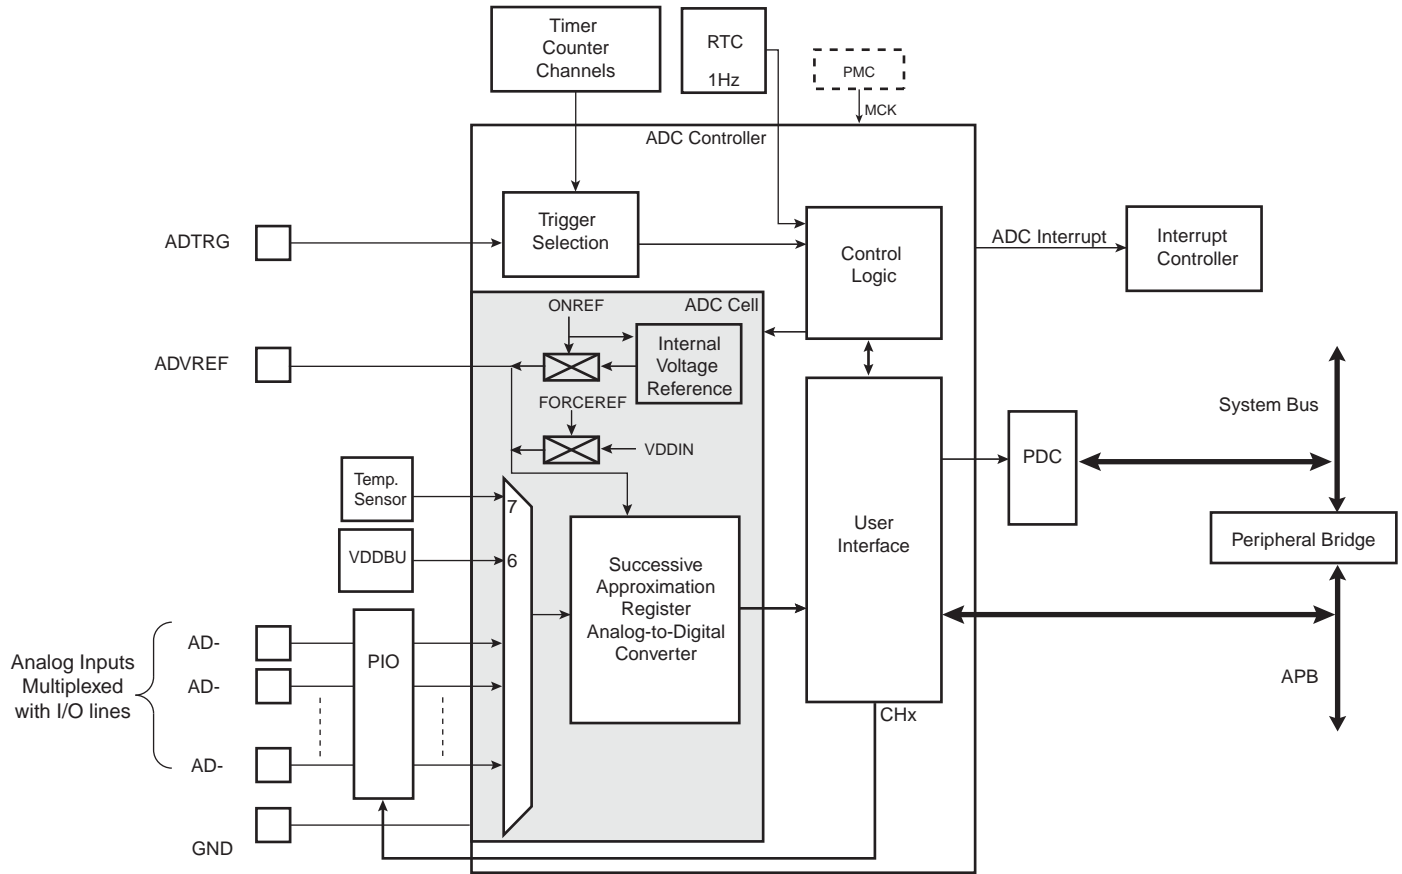 Timer
Counter
Channels
RTC
1Hz
PMC
MCK
ADC Controller
ADTRG
Trigger
Selection
Control
Logic
ADC Interrupt
Interrupt
Controller
ADC Cell
ONREF
ADVREF
Internal
Voltage
Reference
FORCEREF
VDDIN
System Bus
PDC
Temp.
Sensor
7
VDDBU
6
User
Interface
Peripheral Bridge
Successive
Approximation
Register
Analog-to-Digital
Converter
Analog Inputs
Multiplexed
with I/O lines
AD-
AD-
AD-
PIO
APB
CHx
GND